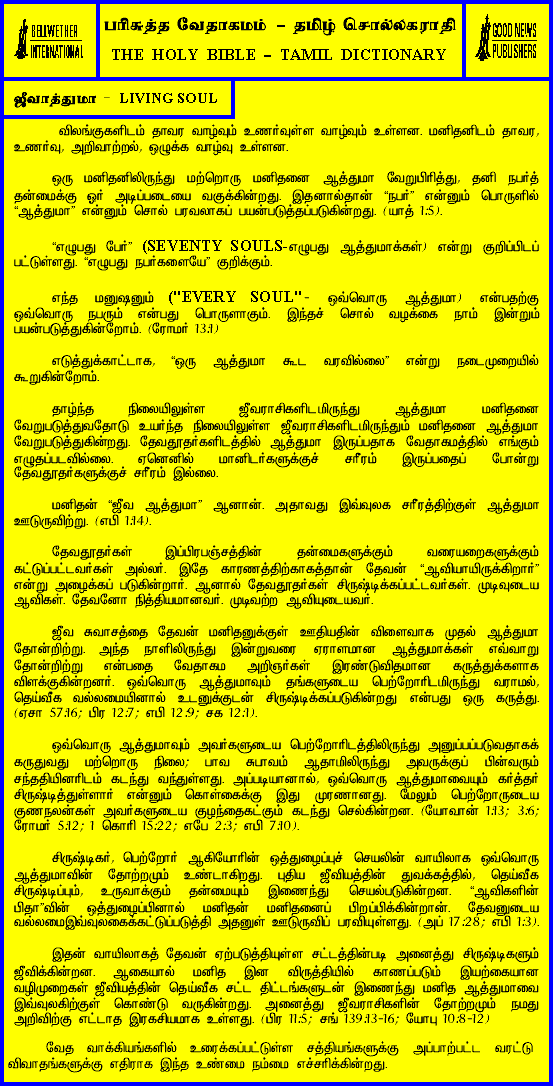 BELLWETHER
INTERNATIONAL
பரிசுத்த வேதாகமம் – தமிழ் சொல்லகராதி
THE HOLY BIBLE – TAMIL DICTIONARY
GOOD NEWS
PUBLISHERS
ஜீவாத்துமா – LIVING SOUL
விலங்குகளிடம் தாவர வாழ்வும் உணர்வுள்ள வாழ்வும் உள்ளன. மனிதனிடம் தாவர,
உணர்வு, அறிவாற்றல், ஒழுக்க வாழ்வு உள்ளன.
ஒரு மனிதனிலிருந்து மற்றொரு மனிதனை ஆத்துமா வேறுபிரித்து, தனி நபர்த்
தன்மைக்கு ஓர் அடிப்படையை வகுக்கின்றது. இதனால்தான் “நபர்” என்னும் பொருளில்
“ஆத்துமா” என்னும் சொல் பரவலாகப் பயன்படுத்தப்படுகின்றது. (யாத் 1:5).
“எழுபது பேர்” (SEVENTY SOULS-எழுபது ஆத்துமாக்கள்) என்று குறிப்பிடப்
பட்டுள்ளது. “எழுபது நபர்களையே” குறிக்கும்.
எந்த மனுஷனும் ("EVERY SOUL"- ஒவ்வொரு ஆத்துமா) என்பதற்கு
ஒவ்வொரு நபரும் என்பது பொருளாகும். இந்தச் சொல் வழக்கை நாம் இன்றும்
பயன்படுத்துகின்றோம். (ரோமர் 13:1)
எடுத்துக்காட்டாக, “ஒரு ஆத்துமா கூட வரவில்லை” என்று நடைமுறையில்
கூறுகின்றோம்.
தாழ்ந்த நிலையிலுள்ள ஜீவராசிகளிடமிருந்து ஆத்துமா மனிதனை
வேறுபடுத்துவதோடு உயர்ந்த நிலையிலுள்ள ஜீவராசிகளிடமிருந்தும் மனிதனை ஆத்துமா
வேறுபடுத்துகின்றது. தேவதூதர்களிடத்தில் ஆத்துமா இருப்பதாக வேதாகமத்தில் எங்கும்
எழுதப்படவில்லை. ஏனெனில் மானிடர்களுக்குச் சரீரம் இருப்பதைப் போன்று
தேவதூதர்களுக்குச் சரீரம் இல்லை.
மனிதன் “ஜீவ ஆத்துமா” ஆனான். அதாவது இவ்வுலக சரீரத்திற்குள் ஆத்துமா
ஊடுருவிற்று. (எபி 1:14).
தேவதூதர்கள் இப்பிரபஞ்சத்தின் தன்மைகளுக்கும் வரையறைகளுக்கும்
கட்டுப்பட்டவர்கள் அல்லர். இதே காரணத்திற்காகத்தான் தேவன் “ஆவியாயிருக்கிறார்”
என்று அழைக்கப் படுகின்றார். ஆனால் தேவதூதர்கள் சிருஷ்டிக்கப்பட்டவர்கள். முடிவுடைய
ஆவிகள். தேவனோ நித்தியமானவர். முடிவற்ற ஆவியுடையவர்.
ஜீவ சுவாசத்தை தேவன் மனிதனுக்குள் ஊதியதின் விளைவாக முதல் ஆத்துமா
தோன்றிற்று. அந்த நாளிலிருந்து இன்றுவரை ஏராளமான ஆத்துமாக்கள் எவ்வாறு
தோன்றிற்று என்பதை வேதாகம அறிஞர்கள் இரண்டுவிதமான கருத்துக்களாக
விளக்குகின்றனர். ஒவ்வொரு ஆத்துமாவும் தங்களுடைய பெற்றோரிடமிருந்து வராமல்,
தெய்வீக வல்லமையினால் உடனுக்குடன் சிருஷ்டிக்கப்படுகின்றது என்பது ஒரு கருத்து.
(ஏசா 57:16; பிர 12:7; எபி 12:9; சக 12:1).
ஒவ்வொரு ஆத்துமாவும் அவர்களுடைய பெற்றோரிடத்திலிருந்து அனுப்பப்படுவதாகக்
கருதுவது மற்றொரு நிலை; பாவ சுபாவம் ஆதாமிலிருந்து அவருக்குப் பின்வரும்
சந்ததியினரிடம் கடந்து வந்துள்ளது. அப்படியானால், ஒவ்வொரு ஆத்துமாவையும் கர்த்தர்
சிருஷ்டித்துள்ளார் என்னும் கொள்கைக்கு இது முரணானது. மேலும் பெற்றோருடைய
குணநலன்கள் அவர்களுடைய குழந்தைகட்கும் கடந்து செல்கின்றன. (யோவான் 1:13; 3:6;
ரோமர் 5:12; 1 கொரி 15:22; எபே 2:3; எபி 7:10).
சிருஷ்டிகர், பெற்றோர் ஆகியோரின் ஒத்துழைப்புச் செயலின் வாயிலாக ஒவ்வொரு
ஆத்துமாவின் தோற்றமும் உண்டாகிறது. புதிய ஜீவியத்தின் துவக்கத்தில், தெய்வீக
சிருஷ்டிப்பும், உருவாக்கும் தன்மையும் இணைந்து செயல்படுகின்றன. “ஆவிகளின்
பிதா”வின் ஒத்துழைப்பினால் மனிதன் மனிதனைப் பிறப்பிக்கின்றான். தேவனுடைய
வல்லமைஇவ்வுலகைக்கட்டுப்படுத்தி அதனுள் ஊடுருவிப் பரவியுள்ளது. (அப் 17:28; எபி 1:3).
இதன் வாயிலாகத் தேவன் ஏற்படுத்தியுள்ள சட்டத்தின்படி அனைத்து சிருஷ்டிகளும்
ஜீவிக்கின்றன. ஆகையால் மனித இன விருத்தியில் காணப்படும் இயற்கையான
வழிமுறைகள் ஜீவியத்தின் தெய்வீக சட்ட திட்டங்களுடன் இணைந்து மனித ஆத்துமாவை
இவ்வுலகிற்குள் கொண்டு வருகின்றது. அனைத்து ஜீவராசிகளின் தோற்றமும் நமது
அறிவிற்கு எட்டாத இரகசியமாக உள்ளது. (பிர 11:5; சங் 139:13-16; யோபு 10:8-12)
வேத வாக்கியங்களில் உரைக்கப்பட்டுள்ள சத்தியங்களுக்கு அப்பாற்பட்ட வரட்டு
விவாதங்களுக்கு எதிராக இந்த உண்மை நம்மை எச்சரிக்கின்றது.